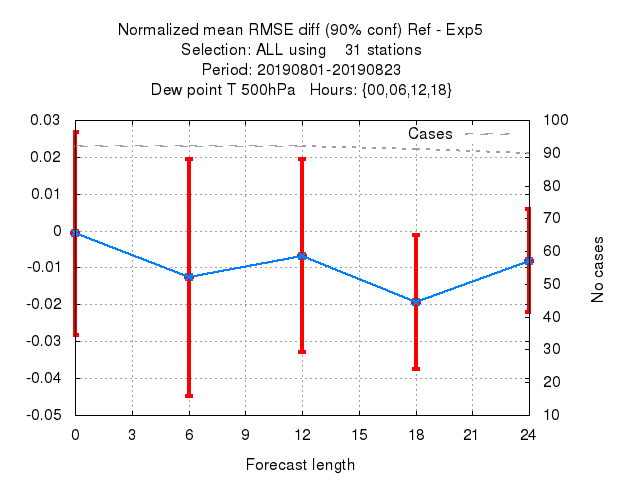 Normalized mean RMSE diff (90% conf) Ref - Exp5
Selection: ALL using    31 stations
Period: 20190801-20190823
Dew point T 500hPa   Hours: {00,06,12,18}
0.03
0.02
0.01
0
-0.01
-0.02
-0.03
-0.04
-0.05
Cases
100
90
80
70
60
50
40
30
20
10
No cases
0 3 6 9 12 15 18 21 24
Forecast length